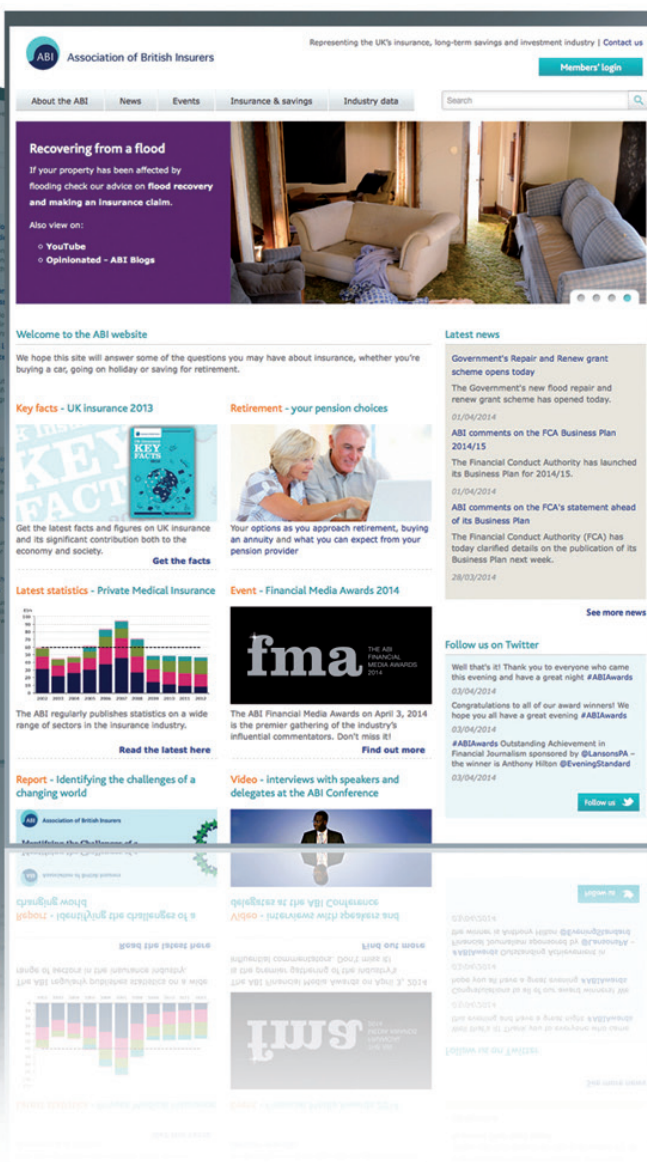 Representing the UK's insurance, long-term savings and investment industry | Contact us
ABI Association of British Insurers
Members' login
About the ABI News Events Insurance & savings Industry data Search
Recovering from a flood
If your property has been affected by
flooding check our advice on flood recovery
and making an insurance claim.
Also view on:
YouTube
Opinionated - ABI Blogs
Welcome to the ABI website
We hope this site will answer some of the questions you may have about insurance, whether you're
buying a car, going on holiday or saving for retirement.
Key facts - UK insurance 2013
KEY
FACTS
Get the latest facts and figures on UK insurance
and its significant contribution both to the
economy and society.
Get the facts
Retirement - your pension choices
Your options as you approach retirement, buying
an annuity and what you can expect from your
pension provider
Latest statistics - Private Medical Insurance
2002 2003 2004 2005 2006 2007 2008 2009 2010 2011 2012
The ABI regularly publishes statistics on a wide
range of sectors in the insurance industry.
Read the latest here
Event - Financial Media Awards 2014
fma
THE ABI
FINANCIAL
MEDIA AWARDS
2014
The ABI Financial Media Awards on April 3, 2014
is the premier gathering of the industry's
influential commentators. Don't miss it!
Find out more
Report - Identifying the challenges of a
changing world
ABI Association of British Insurers
Identifying the Challenges of a
Video - interviews with speakers and
delegates at the ABI Conference
Latest news
Government's Repair and Renew grant
scheme opens today
The Government's new flood repair and
renew grant scheme has opened today.
01/04/2014
ABI comments on the FCA Business Plan
2014/15
The Financial Conduct Authority has launched
its Business Plan for 2014/15.
01/04/2014
ABI comments on the FCA's statement ahead
of its Business Plan
The Financial Conduct Authority (FCA) has
today clarified details on the publication of its
Business Plan next week.
28/03/2014
See more news
Follow us on Twitter
Well that's it! Thank you to everyone who came
this evening and have a great night #ABIAwards
03/04/2014
Congratulations to all of our award winners! We
hope you all have a great evening #ABIAwards
03/04/2014
#ABIAwards Outstanding Achievement in
Financial Journalism sponsored by @LansonsPA –
the winner is Anthony Hilton @EveningStandard
03/04/2014
Follow us